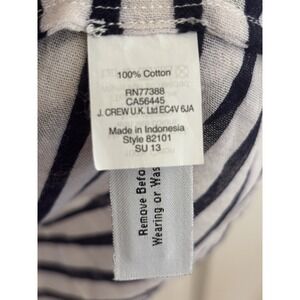 100% Cotton
RN77388
CA56445
J. CREW U.K. Ltd EC4V 6JA
Made in Indonesia
Style 82101
SU 13
Remove Befo
Wearing or Was